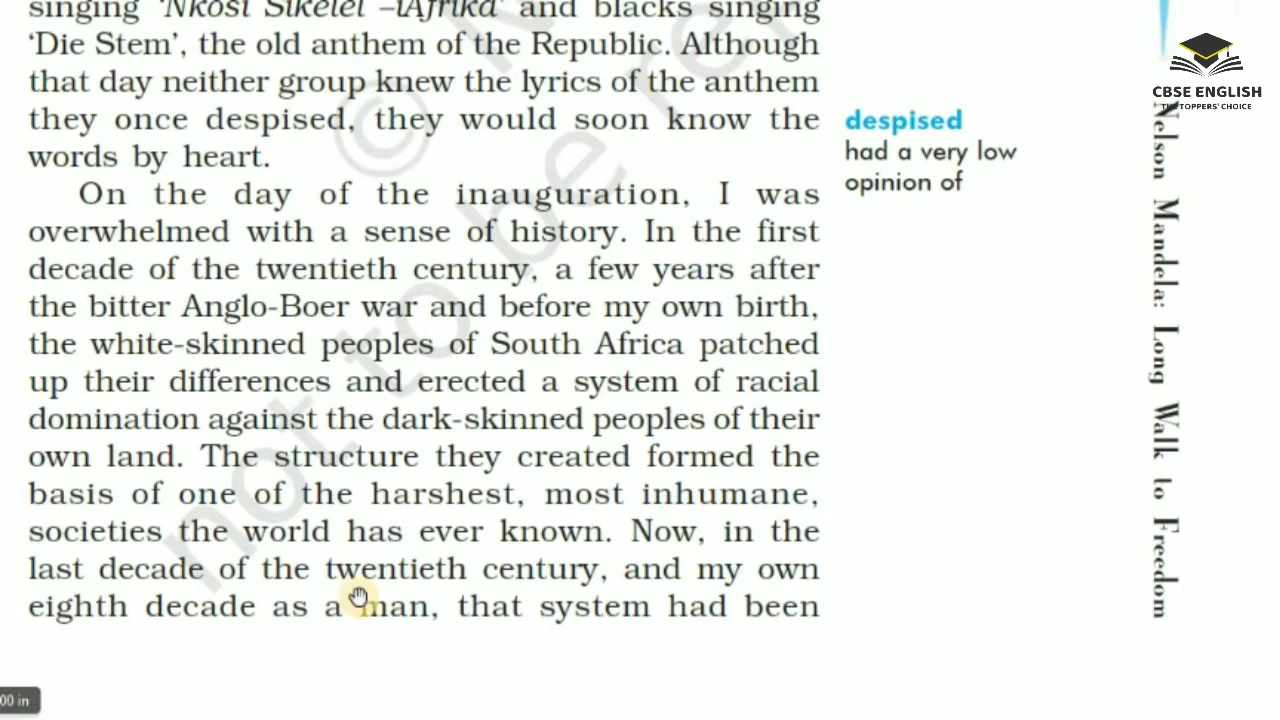 singing 'Nkosi Sikelel –iAfrika' and blacks singing
'Die Stem', the old anthem of the Republic. Although
that day neither group knew the lyrics of the anthem
they once despised, they would soon know the
words by heart.
On the day of the inauguration, I was
overwhelmed with a sense of history. In the first
decade of the twentieth century, a few years after
the bitter Anglo-Boer war and before my own birth,
the white-skinned peoples of South Africa patched
up their differences and erected a system of racial
domination against the dark-skinned peoples of their
own land. The structure they created formed the
basis of one of the harshest, most inhumane,
societies the world has ever known. Now, in the
last decade of the twentieth century, and my own
eighth decade as a man, that system had been
despised
had a very low
opinion of
CBSE ENGLISH
THE TOPPERS' CHOICE
Nelson Mandela: Long Walk to Freedom
©
not to be re
00 in